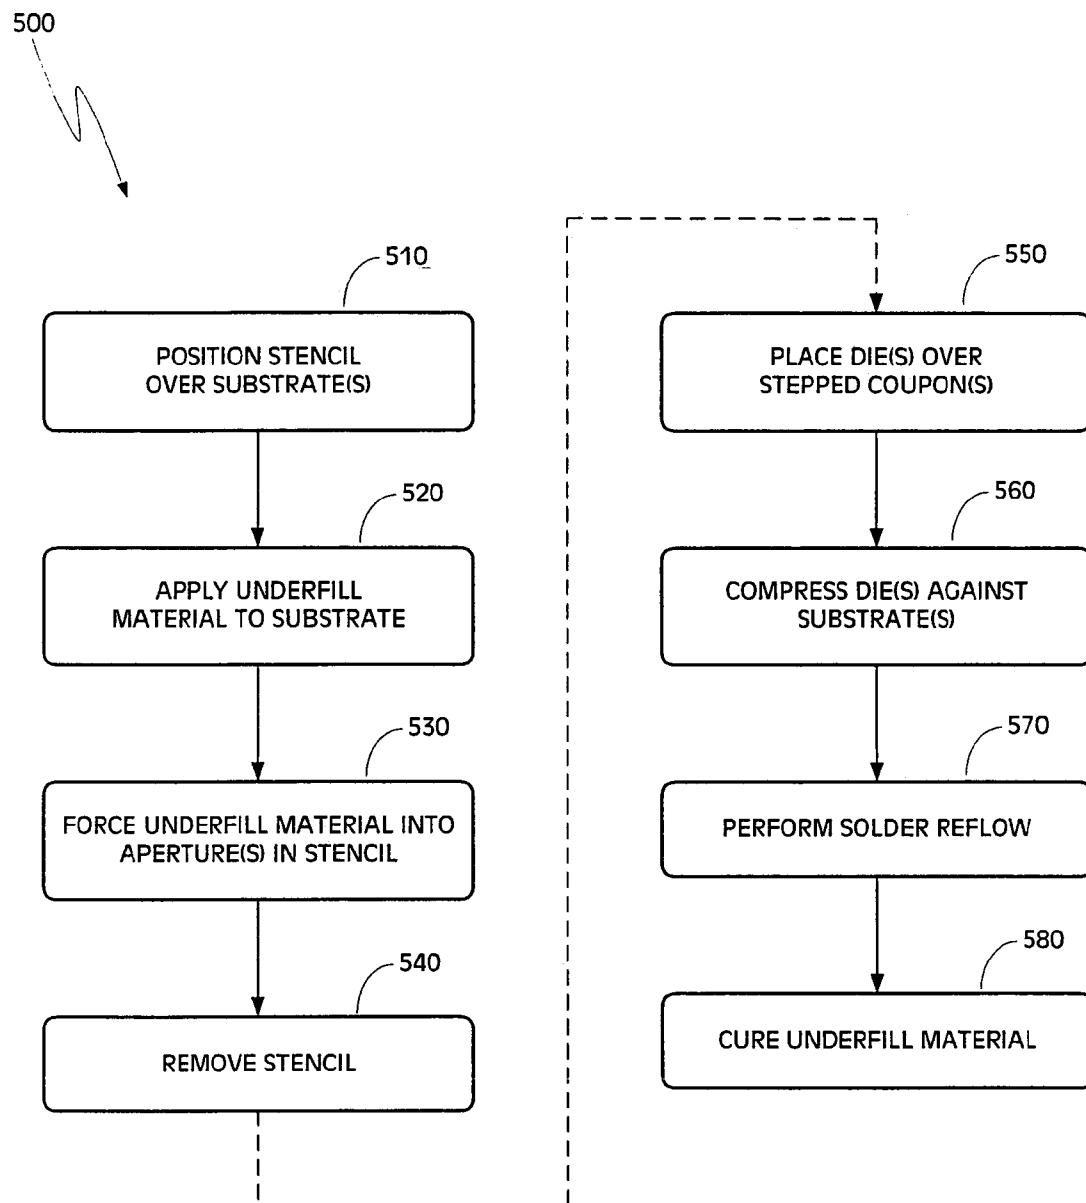 500
510
POSITION STENCIL
OVER SUBSTRATE(S)
520
APPLY UNDERFILL
MATERIAL TO SUBSTRATE
530
FORCE UNDERFILL MATERIAL INTO
APERTURE(S) IN STENCIL
540
REMOVE STENCIL
550
PLACE DIE(S) OVER
STEPPED COUPON(S)
560
COMPRESS DIE(S) AGAINST
SUBSTRATE(S)
570
PERFORM SOLDER REFLOW
580
CURE UNDERFILL MATERIAL